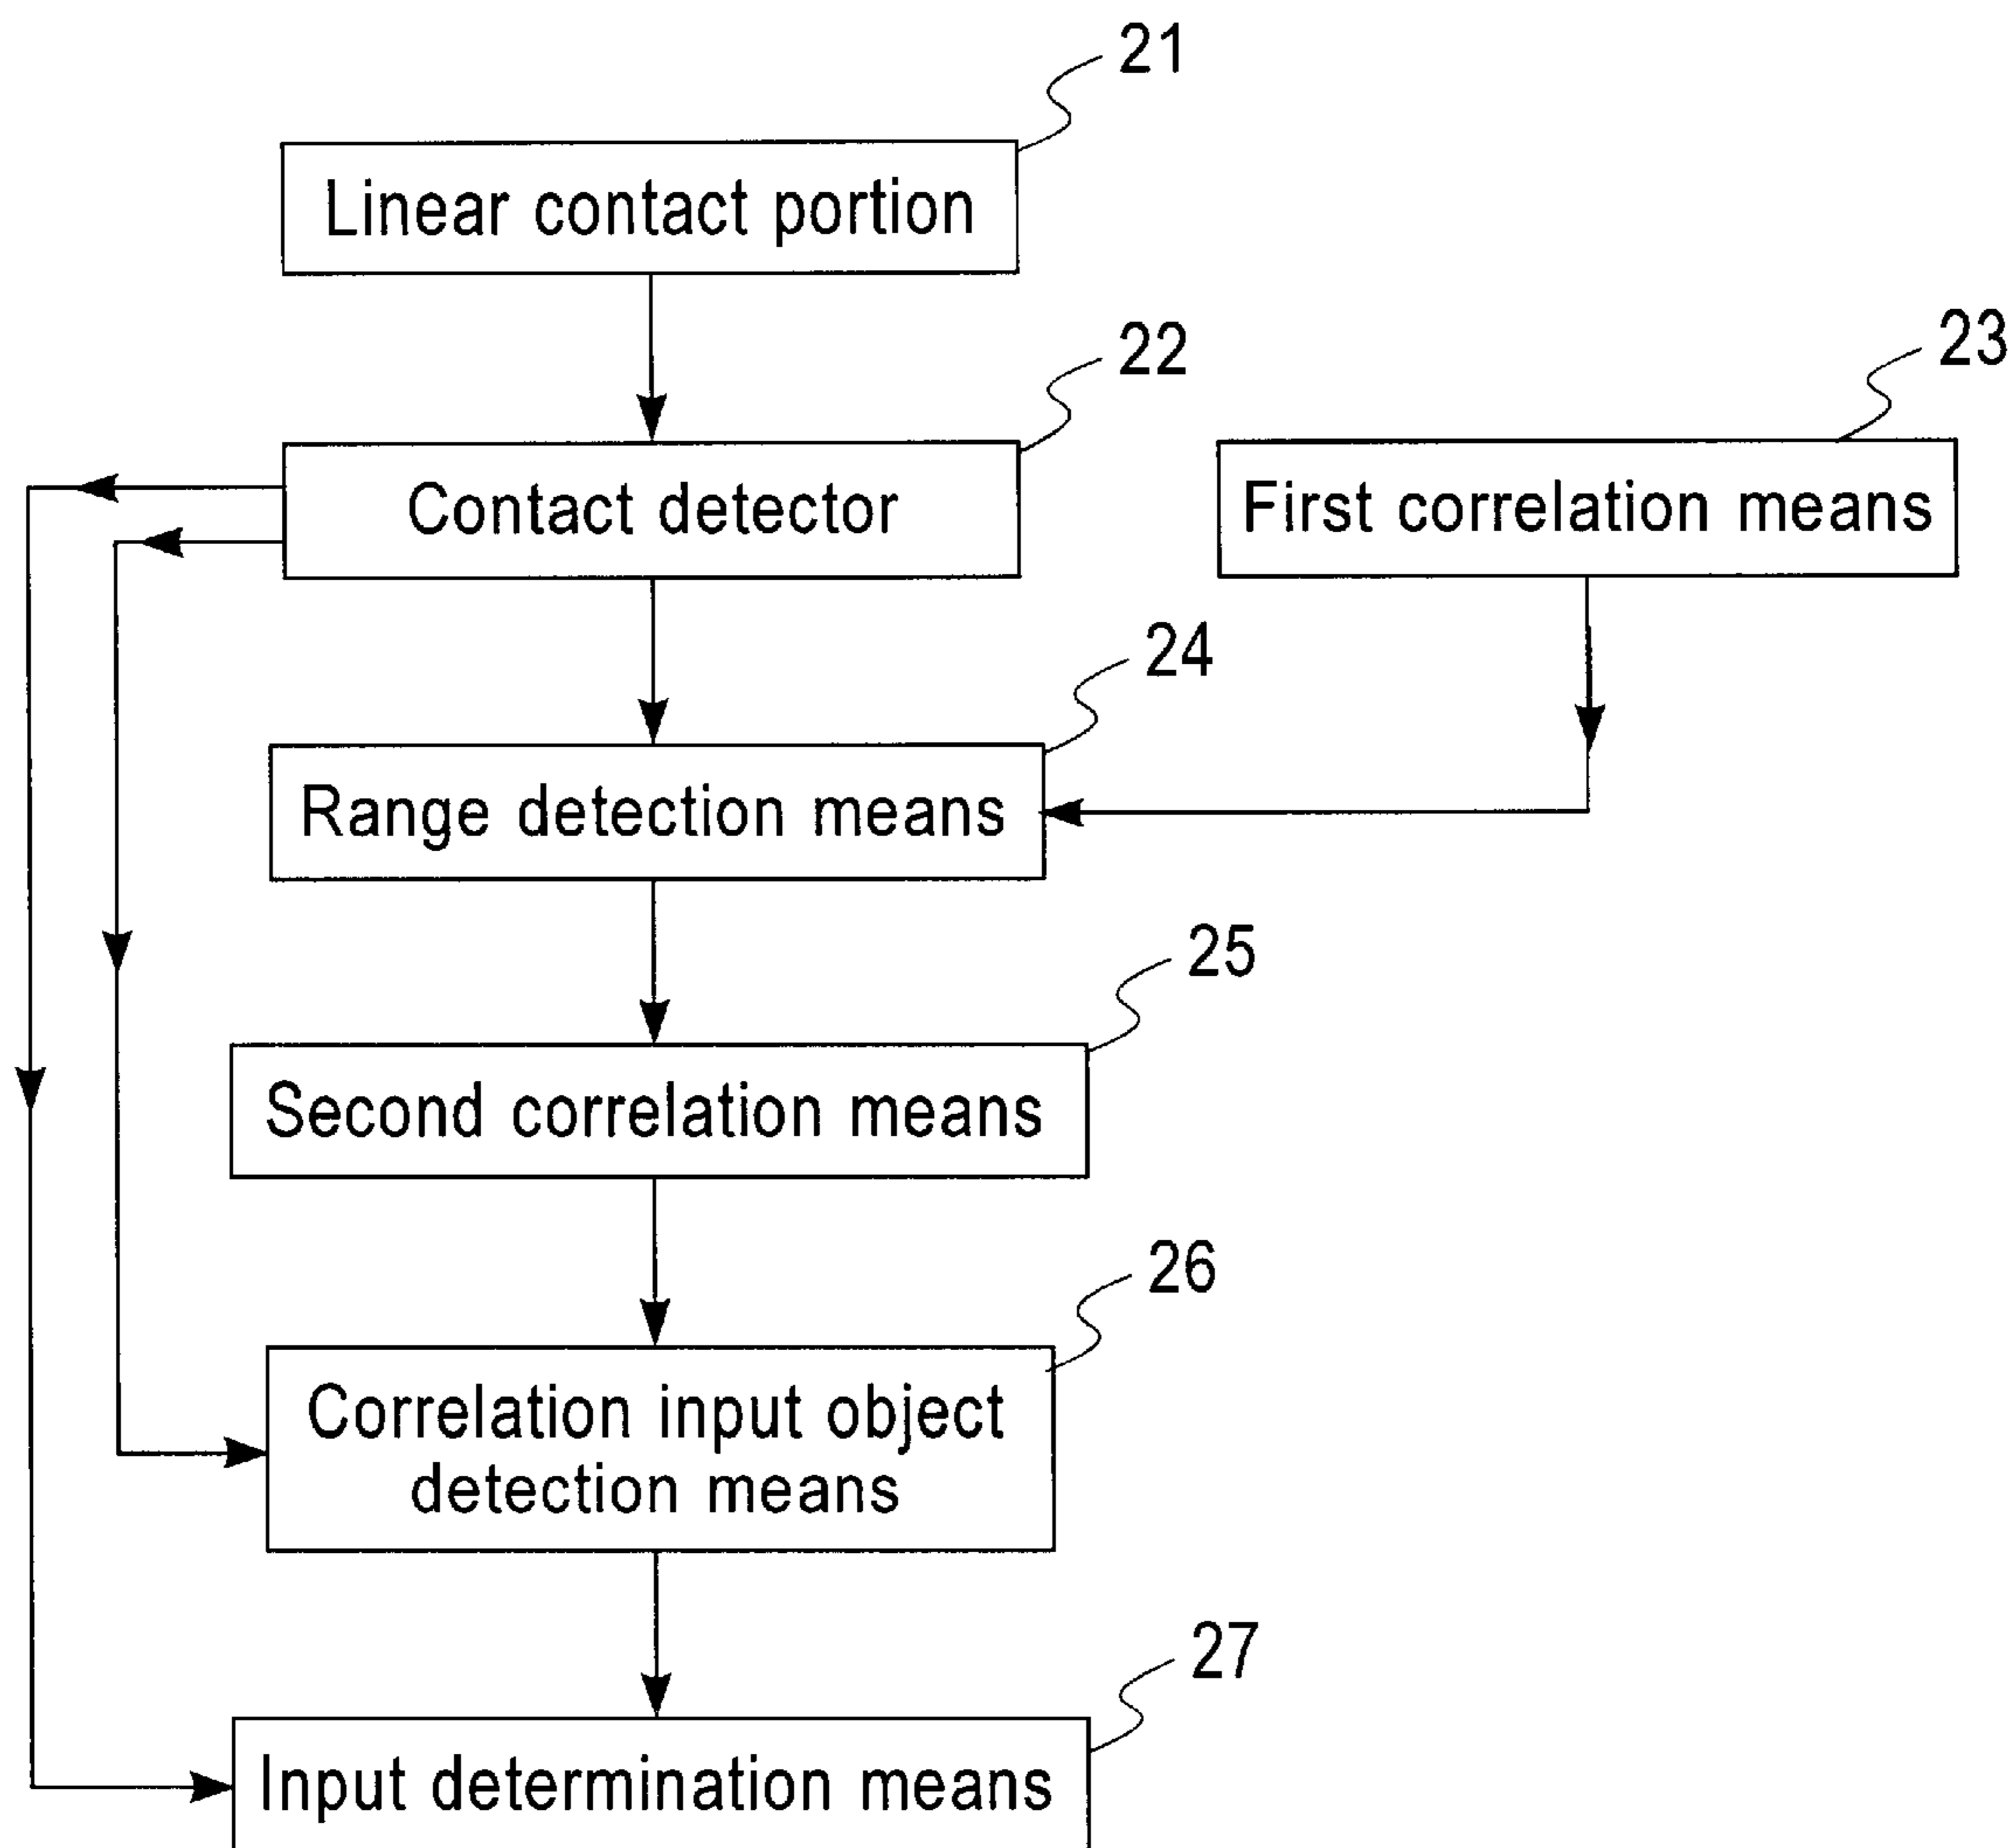 21
Linear contact portion
22
23
Contact detector
First correlation means
24
Range detection means
25
Second correlation means
26
Correlation input object
detection means
27
Input determination means